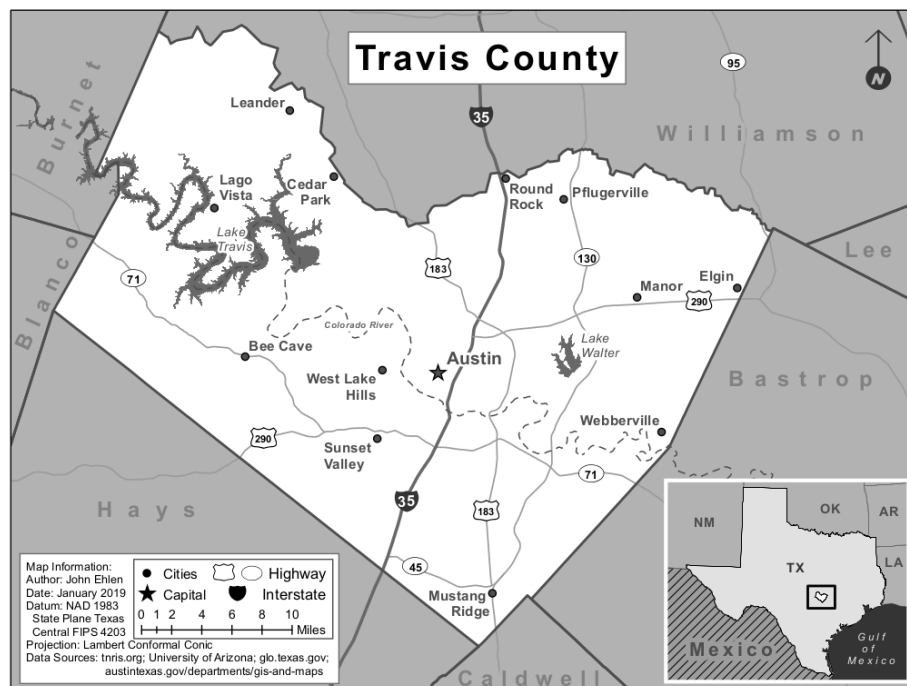 Travis County
N
95
35
Burnet
Williamson
Leander
Lago
Vista
Cedar
Park
Round
Rock
Pflugerville
Lake
Travis
183
130
Lee
Blanco
71
Manor
Elgin
290
Colorado River
Lake
Walter
Bee Cave
Austin
West Lake
Hills
Bastrop
Webberville
290
Sunset
Valley
71
35
183
Hays
45
Mustang
Ridge
Caldwell
Map Information:
Author: John Ehlen
Date: January 2019
Datum: NAD 1983
State Plane Texas
Central FIPS 4203
Projection: Lambert Conformal Conic
Data Sources: tnris.org; University of Arizona; glo.texas.gov;
austintexas.gov/departments/gis-and-maps
Cities
Highway
Capital
Interstate
0 1 2 4 6 8 10
Miles
NM
OK
AR
TX
LA
Mexico
Gulf
of
Mexico